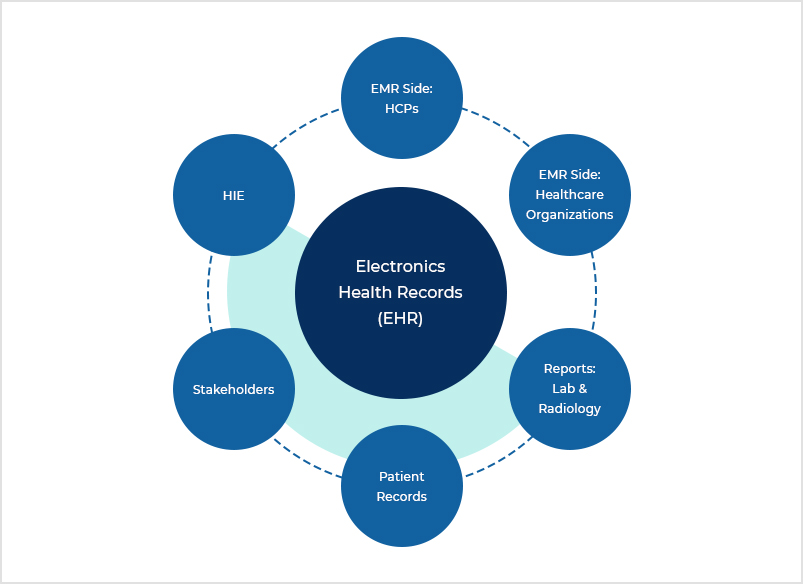 EMR Side:
HCPs
EMR Side:
Healthcare
Organizations
HIE
Electronics
Health Records
(EHR)
Reports:
Lab &
Radiology
Stakeholders
Patient
Records